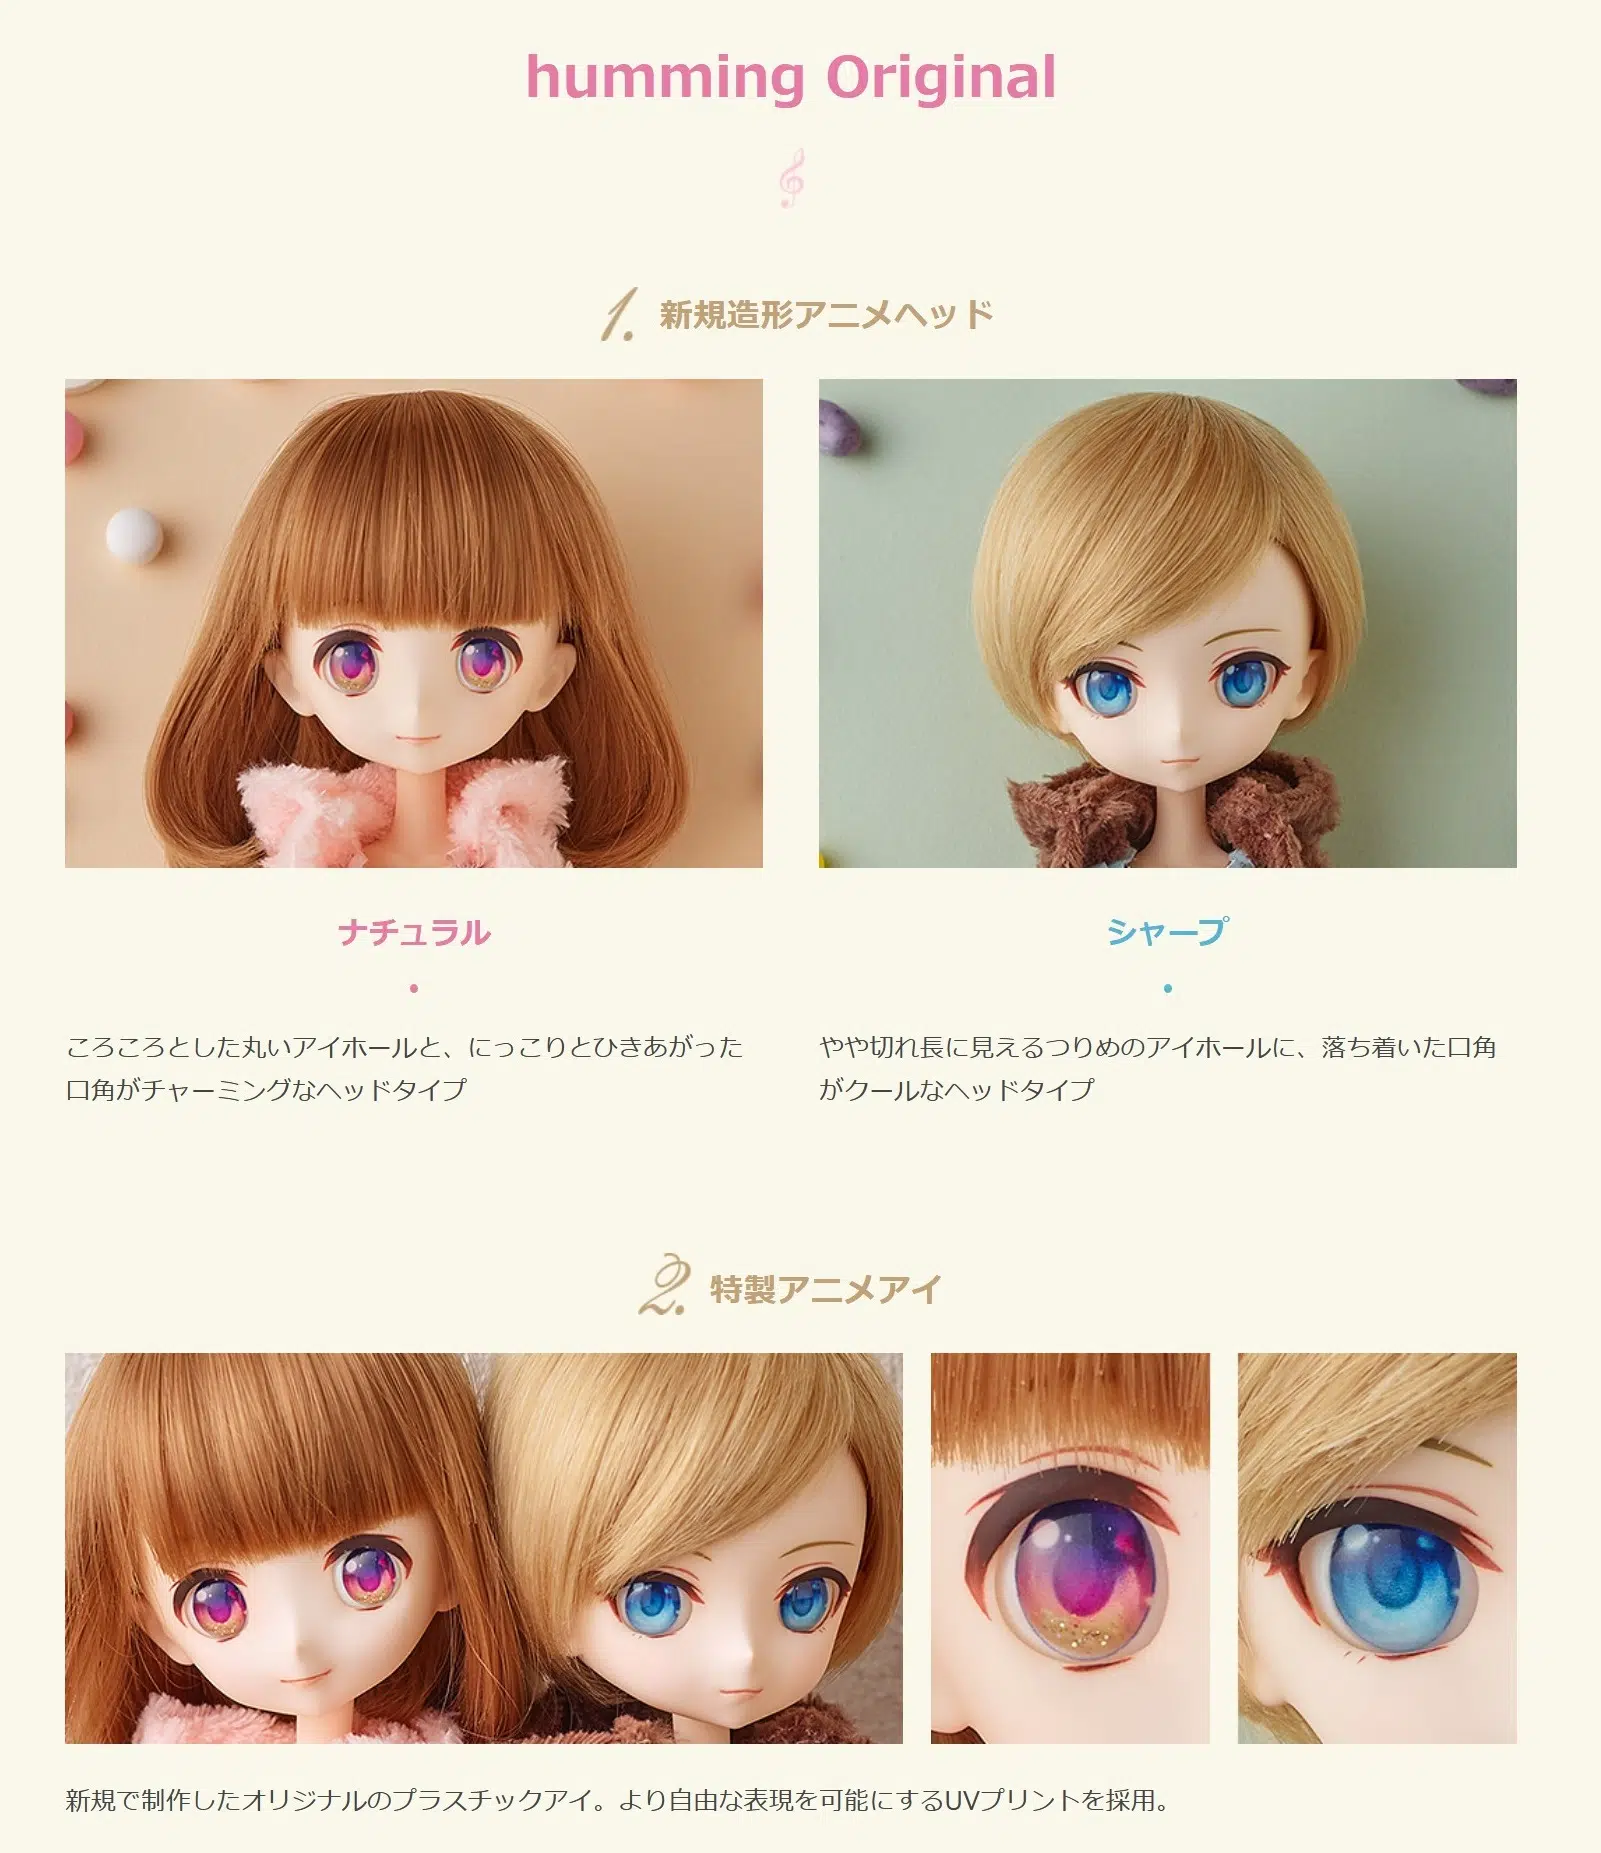 humming Original
1. 新規造形アニメヘッド
ナチュラル
シャープ
ころころとした丸いアイホールと、にっこりとひきあがった
口角がチャーミングなヘッドタイプ
やや切れ長に見えるつりめのアイホールに、落ち着いた口角
がクールなヘッドタイプ
2. 特製アニメアイ
新規で制作したオリジナルのプラスチックアイ。より自由な表現を可能にするUVプリントを採用。